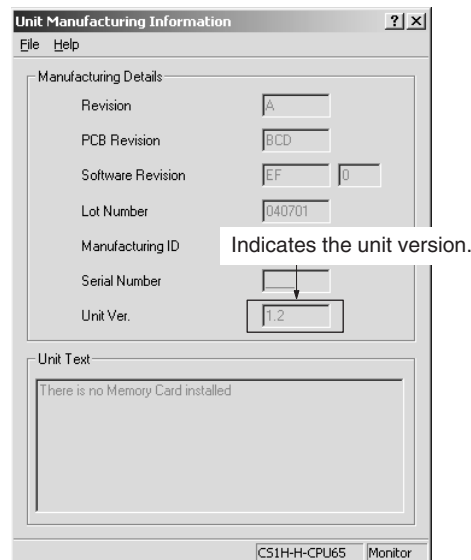 Unit Manufacturing Information
File Help
Manufacturing Details
Revision A
PCB Revision BCD
Software Revision EF 0
Lot Number 040701
Manufacturing ID
Indicates the unit version.
Serial Number
Unit Ver. 1.2
Unit Text
There is no Memory Card installed
CS1H-H-CPU65 Monitor